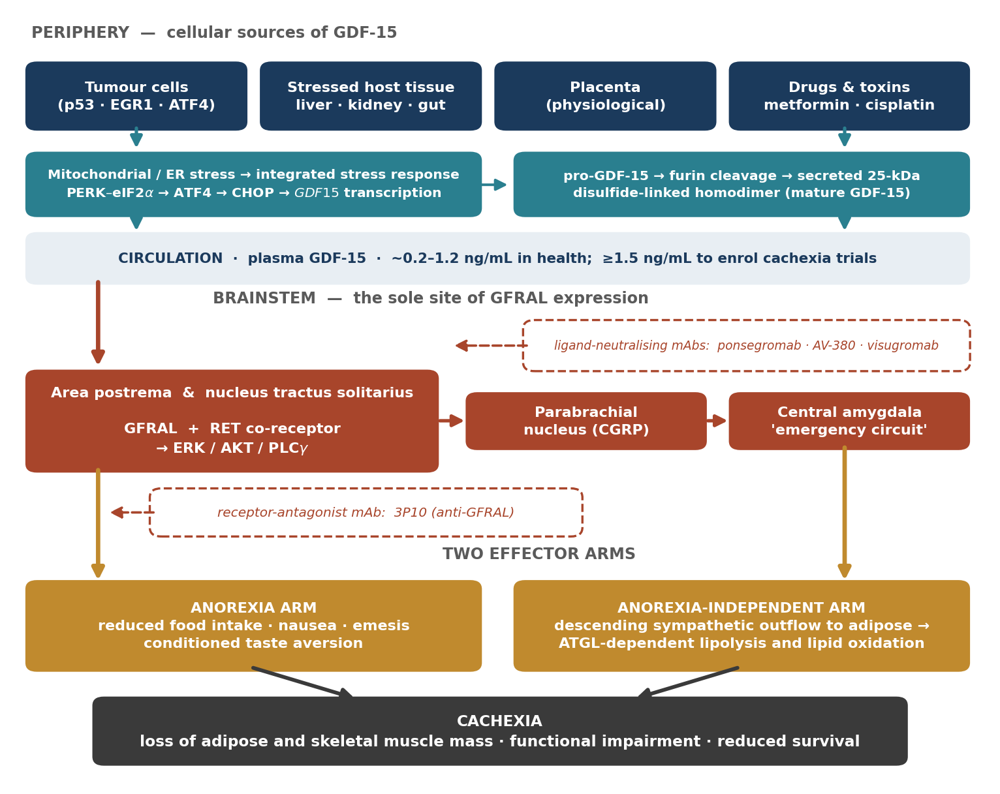 PERIPHERY — cellular sources of GDF-15
Tumour cells
(p53 · EGR1 · ATF4)
Stressed host tissue
liver · kidney · gut
Placenta
(physiological)
Drugs & toxins
metformin · cisplatin
Mitochondrial / ER stress → integrated stress response
PERK–eIF2α → ATF4 → CHOP → GDF15 transcription
pro-GDF-15 → furin cleavage → secreted 25-kDa
disulfide-linked homodimer (mature GDF-15)
CIRCULATION · plasma GDF-15 · ~0.2–1.2 ng/mL in health; ≥1.5 ng/mL to enrol cachexia trials
BRAINSTEM — the sole site of GFRAL expression
ligand-neutralising mAbs: ponsegromab · AV-380 · visugromab
Area postrema & nucleus tractus solitarius
GFRAL + RET co-receptor
→ ERK / AKT / PLCγ
Parabrachial
nucleus (CGRP)
Central amygdala
'emergency circuit'
receptor-antagonist mAb: 3P10 (anti-GFRAL)
TWO EFFECTOR ARMS
ANOREXIA ARM
reduced food intake · nausea · emesis
conditioned taste aversion
ANOREXIA-INDEPENDENT ARM
descending sympathetic outflow to adipose →
ATGL-dependent lipolysis and lipid oxidation
CACHEXIA
loss of adipose and skeletal muscle mass · functional impairment · reduced survival